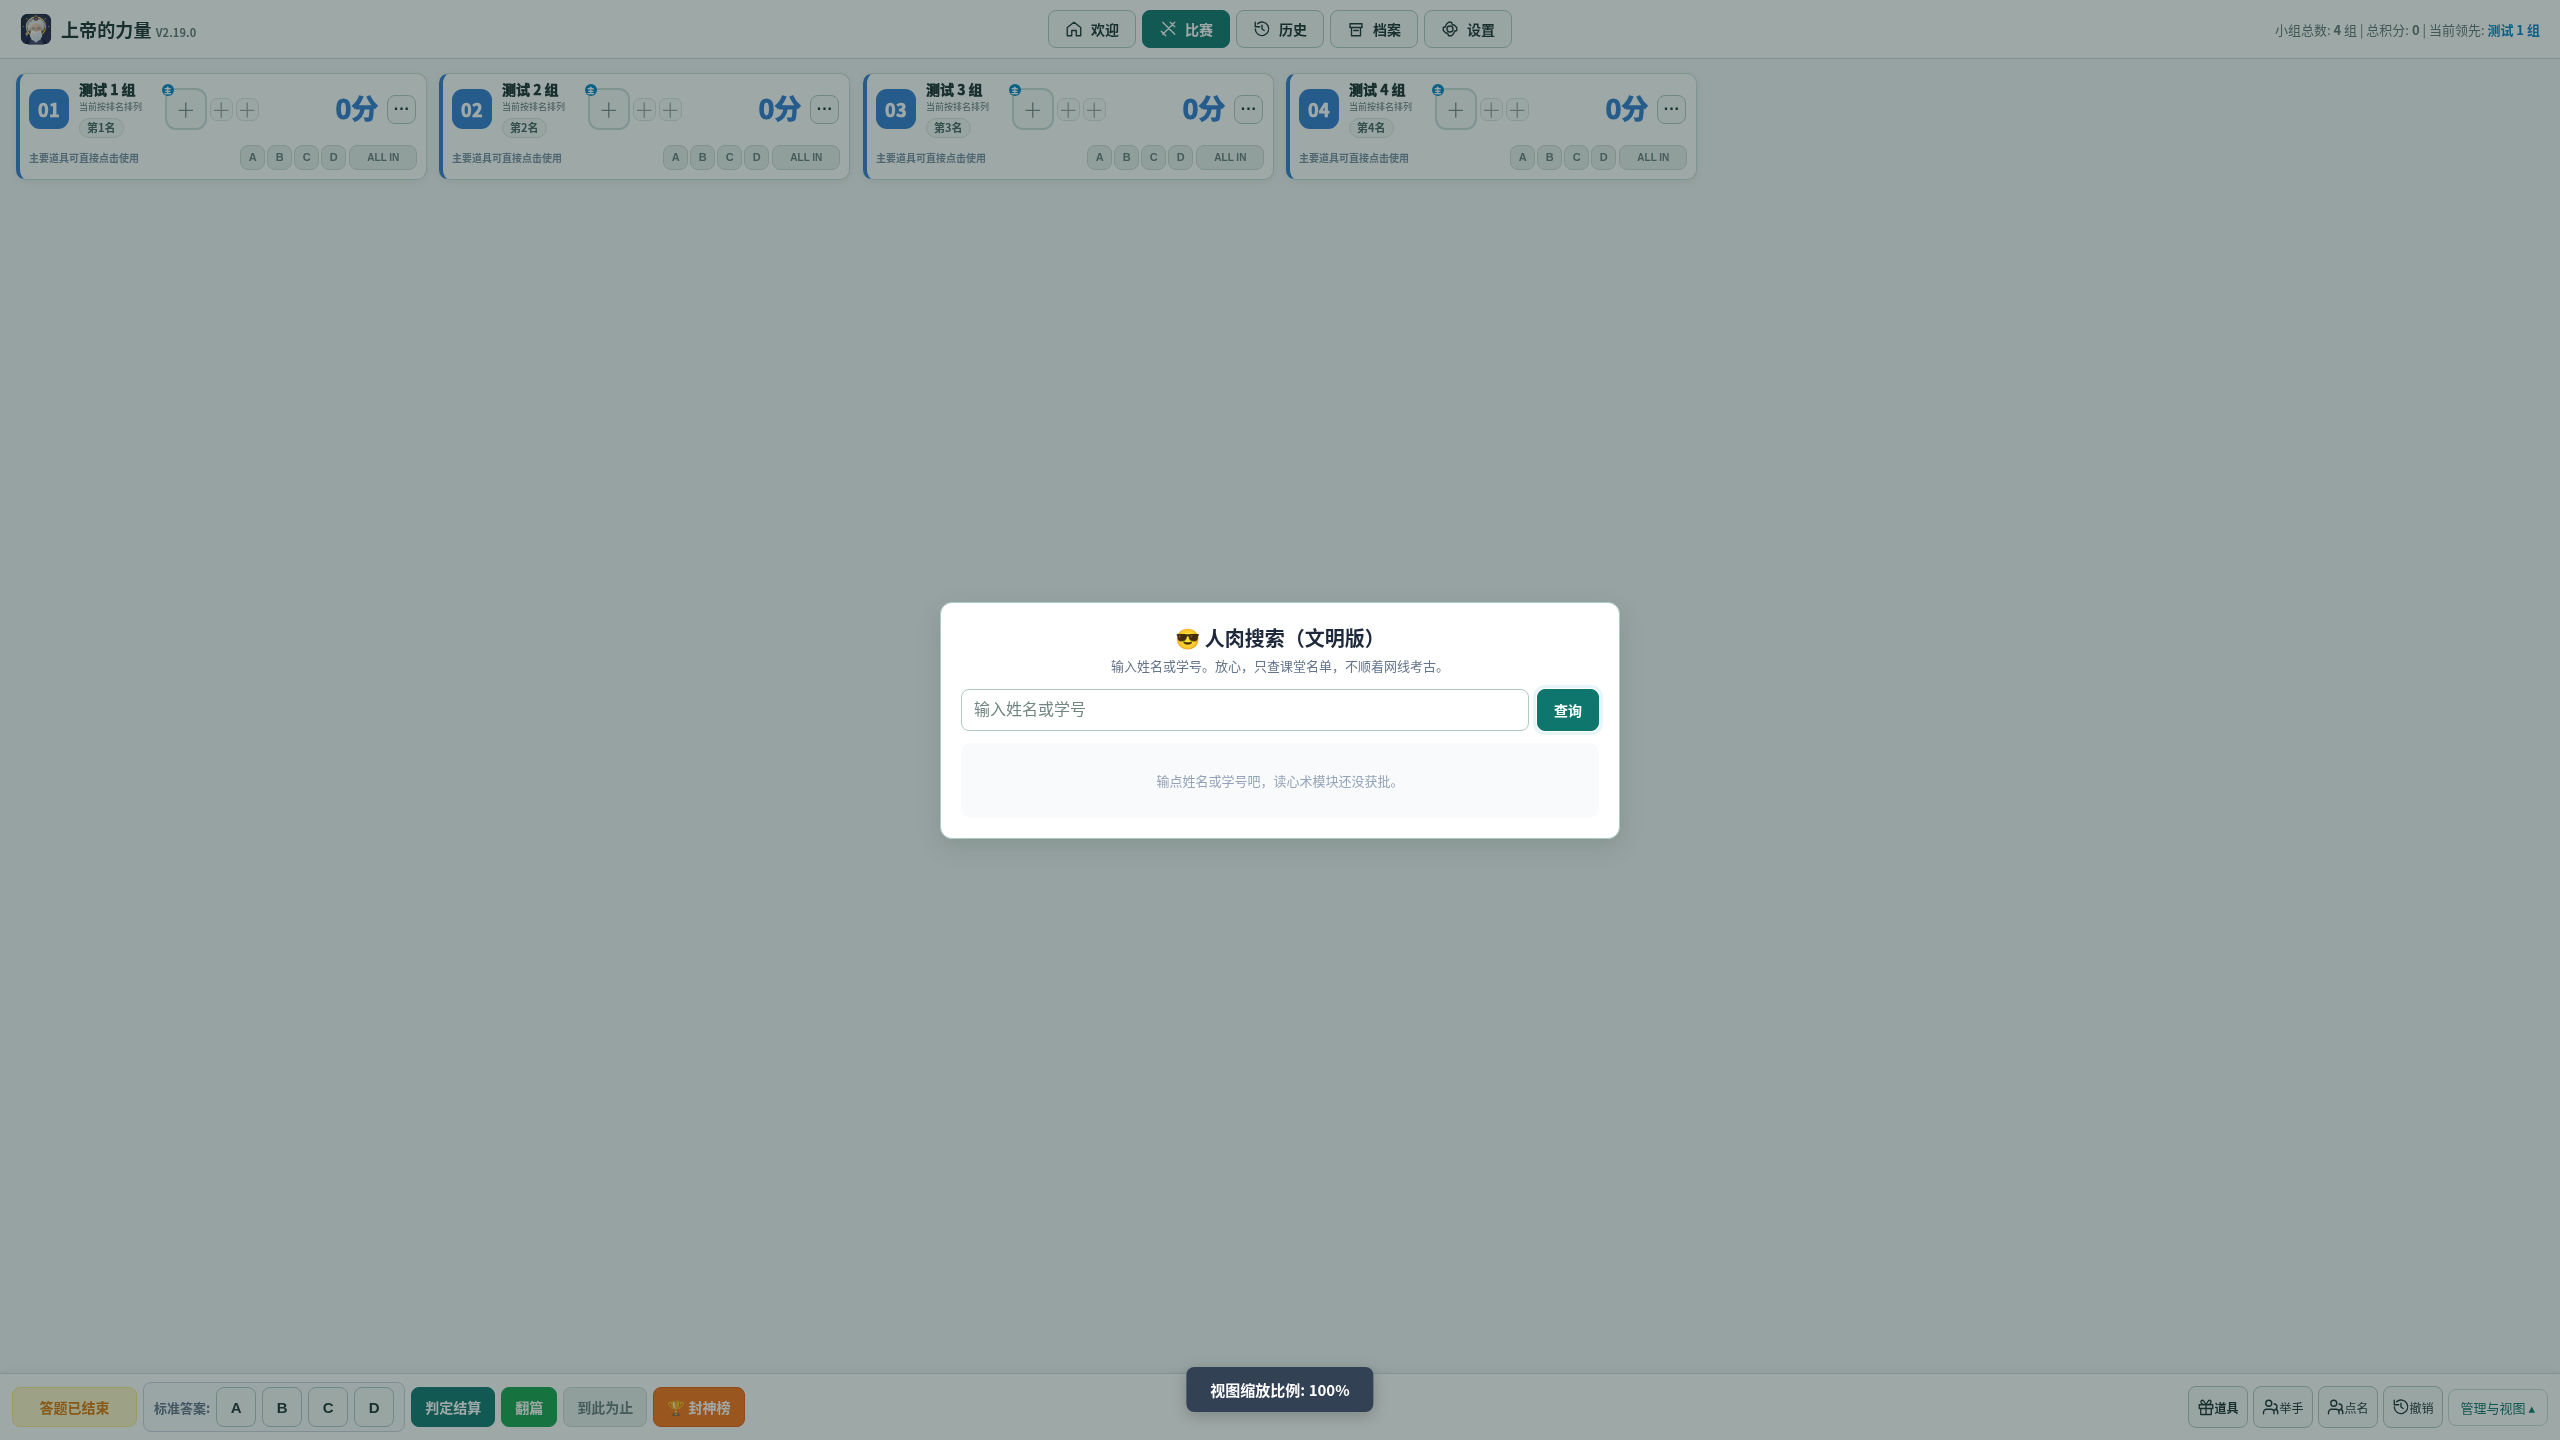 上帝的力量 V2.19.0
欢迎
比赛
历史
档案
设置
小组总数: 4 组 | 总积分: 0 | 当前领先: 测试 1 组
01
测试 1 组
当前按排名排列
第1名
主
0分
主要道具可直接点击使用
A B C D ALL IN
02
测试 2 组
当前按排名排列
第2名
主
0分
主要道具可直接点击使用
A B C D ALL IN
03
测试 3 组
当前按排名排列
第3名
主
0分
主要道具可直接点击使用
A B C D ALL IN
04
测试 4 组
当前按排名排列
第4名
主
0分
主要道具可直接点击使用
A B C D ALL IN
😎 人肉搜索（文明版）
输入姓名或学号。放心，只查课堂名单，不顺着网线考古。
输入姓名或学号
查询
输点姓名或学号吧，读心术模块还没获批。
视图缩放比例: 100%
答题已结束
标准答案: A B C D
判定结算
翻篇
到此为止
🏆 封神榜
道具
举手
点名
撤销
管理与视图 ▴